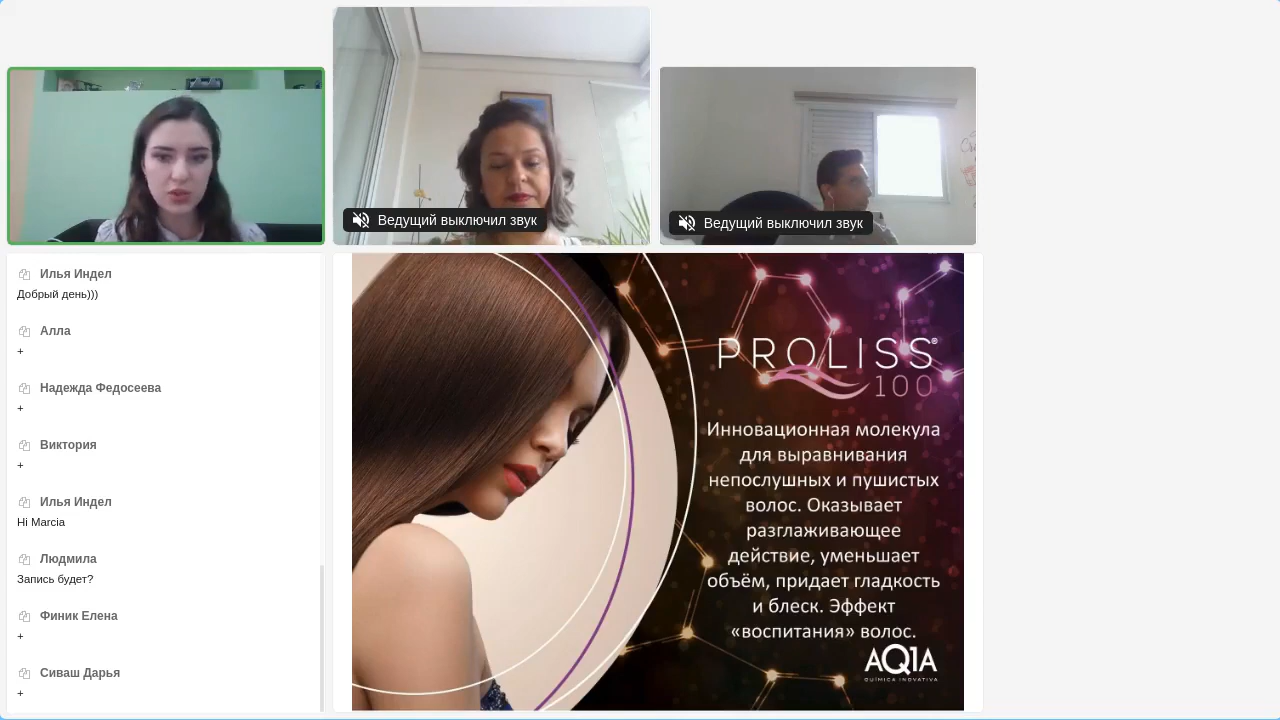 Ведущий выключил звук
Ведущий выключил звук
Илья Индел
Добрый день)))
Алла
+
Надежда Федосеева
+
Виктория
+
Илья Индел
Hi Marcia
Людмила
Запись будет?
Финик Елена
+
Сиваш Дарья
+
PROLISS®
100
Инновационная молекула
для выравнивания
непослушных и пушистых
волос. Оказывает
разглаживающее
действие, уменьшает
объём, придает гладкость
и блеск. Эффект
«воспитания» волос.
AQIA
QUÍMICA INOVATIVA